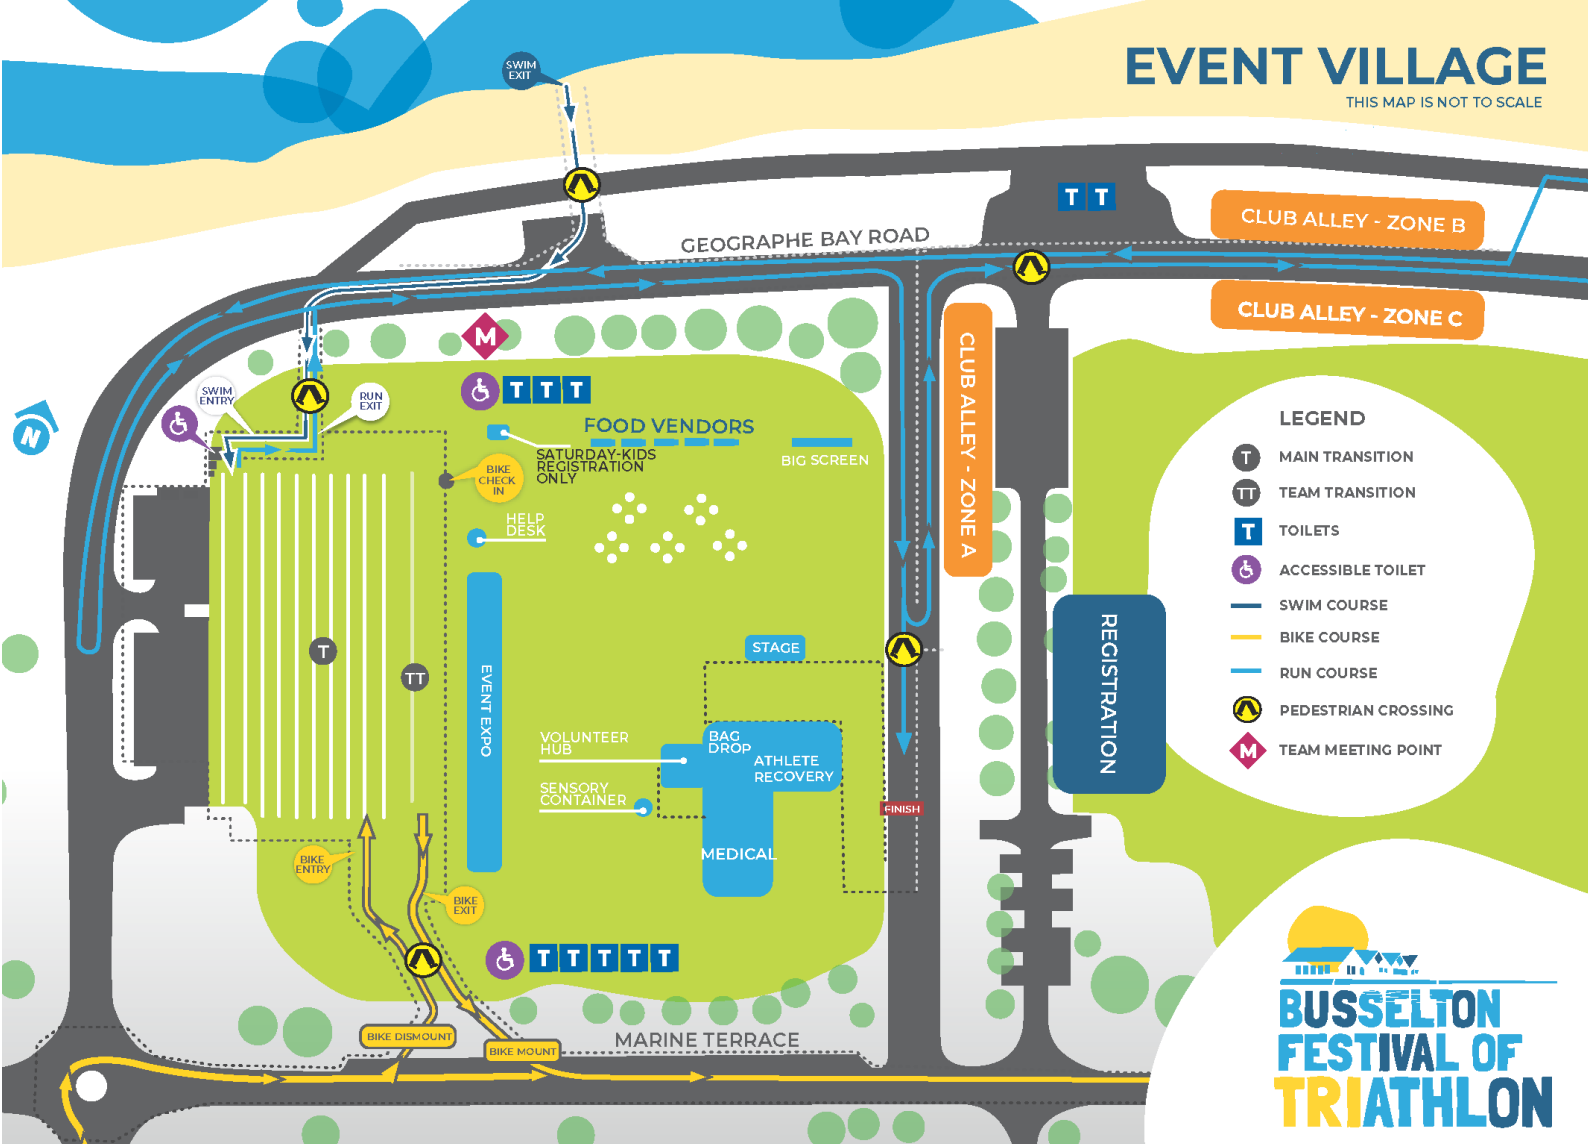 EVENT VILLAGE
THIS MAP IS NOT TO SCALE
SWIM
EXIT
T T
CLUB ALLEY - ZONE B
GEOGRAPHE BAY ROAD
CLUB ALLEY - ZONE C
M
CLUB ALLEY - ZONE A
SWIM
ENTRY
RUN
EXIT
T T T
N
FOOD VENDORS
SATURDAY-KIDS
REGISTRATION
ONLY
BIG SCREEN
BIKE
CHECK
IN
HELP
DESK
LEGEND
T MAIN TRANSITION
TT TEAM TRANSITION
T TOILETS
ACCESSIBLE TOILET
SWIM COURSE
BIKE COURSE
RUN COURSE
PEDESTRIAN CROSSING
M TEAM MEETING POINT
T
TT
EVENT EXPO
STAGE
REGISTRATION
VOLUNTEER
HUB
BAG
DROP
ATHLETE
RECOVERY
SENSORY
CONTAINER
FINISH
MEDICAL
BIKE
ENTRY
BIKE
EXIT
T T T T T
BIKE DISMOUNT
BIKE MOUNT
MARINE TERRACE
BUSSELTON
FESTIVAL OF
TRIATHLON